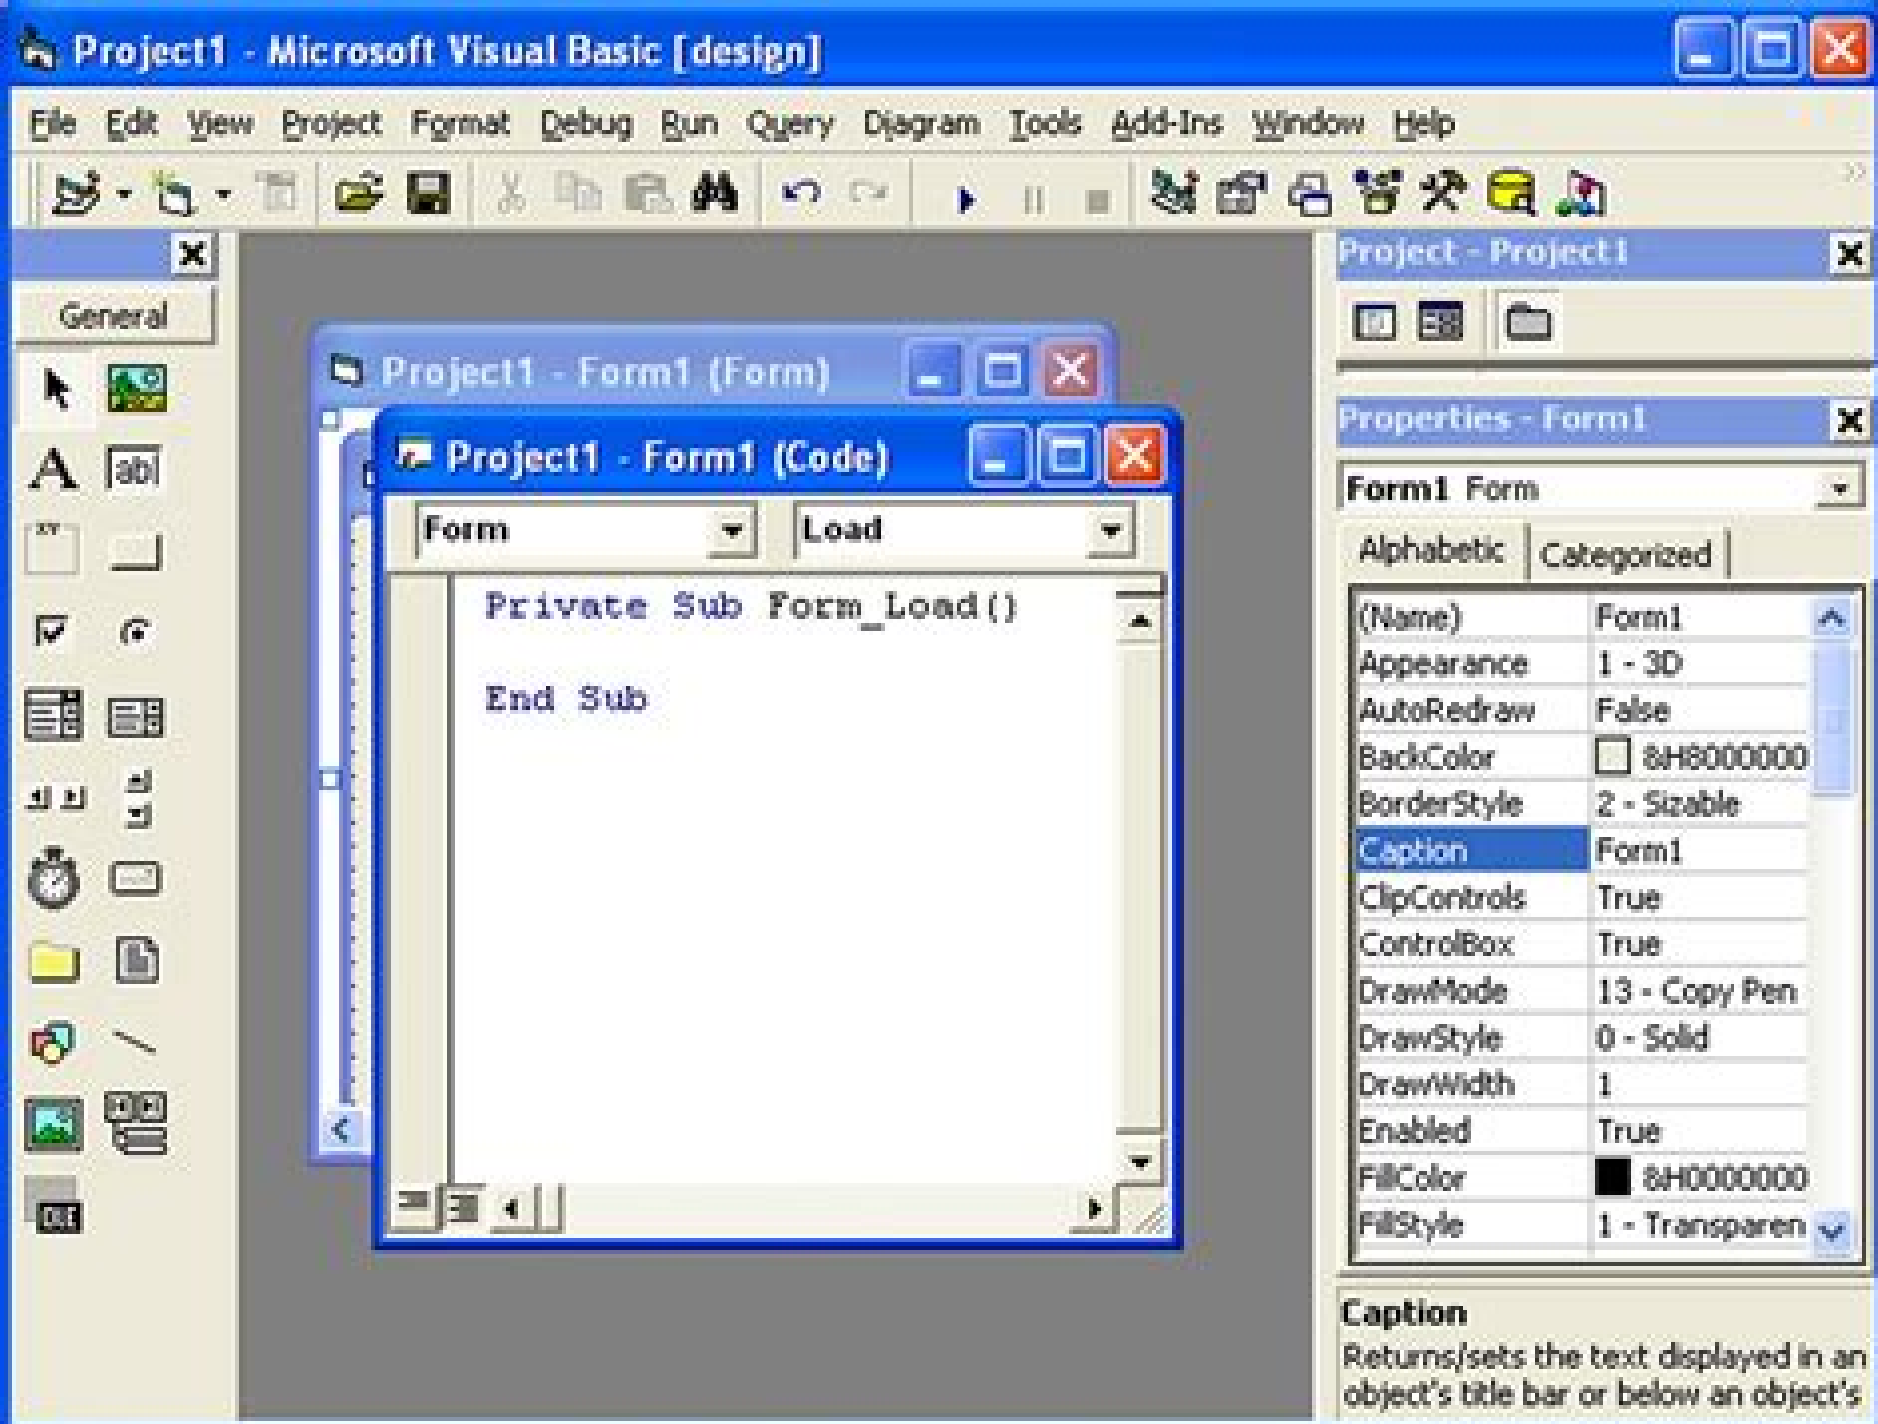 Project1 - Microsoft Visual Basic [design]
File Edit View Project Format Debug Run Query Diagram Tools Add-Ins Window Help
General
A
abl
XY
Project1 - Form1 (Form)
Project1 - Form1 (Code)
Form Load
Private Sub Form_Load()
End Sub
Project - Project1
Properties - Form1
Form1 Form
Alphabetic Categorized
(Name) Form1
Appearance 1 - 3D
AutoRedraw False
BackColor &H8000000
BorderStyle 2 - Sizable
Caption Form1
ClipControls True
ControlBox True
DrawMode 13 - Copy Pen
DrawStyle 0 - Solid
DrawWidth 1
Enabled True
FillColor &H0000000
FillStyle 1 - Transparen
Caption
Returns/sets the text displayed in an
object's title bar or below an object's